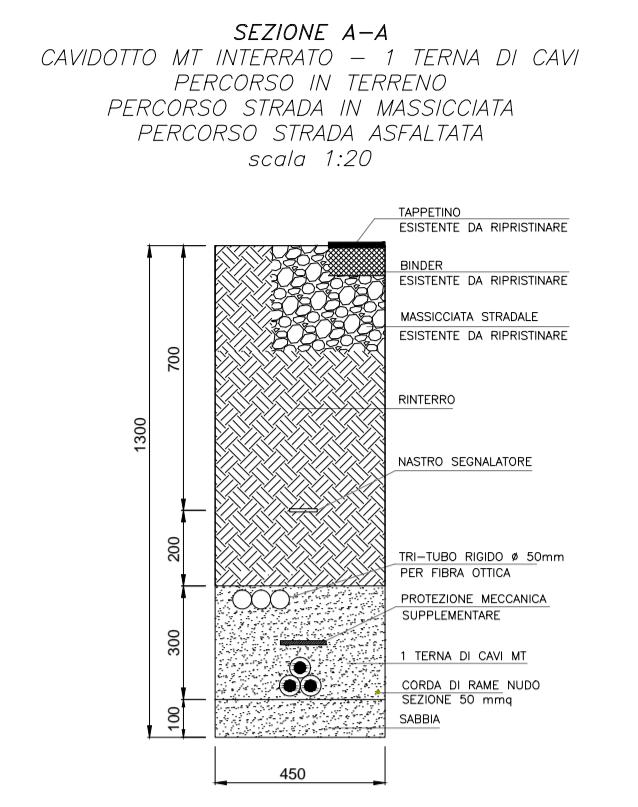 SEZIONE A-A
CAVIDOTTO MT INTERRATO - 1 TERNA DI CAVI
PERCORSO IN TERRENO
PERCORSO STRADA IN MASSICCIATA
PERCORSO STRADA ASFALTATA
scala 1:20
TAPPETINO
ESISTENTE DA RIPRISTINARE
BINDER
ESISTENTE DA RIPRISTINARE
MASSICCIATA STRADALE
ESISTENTE DA RIPRISTINARE
700
RINTERRO
1300
NASTRO SEGNALATORE
200
TRI-TUBO RIGIDO ø 50mm
PER FIBRA OTTICA
PROTEZIONE MECCANICA
SUPPLEMENTARE
300
1 TERNA DI CAVI MT
CORDA DI RAME NUDO
SEZIONE 50 mmq
100
SABBIA
450